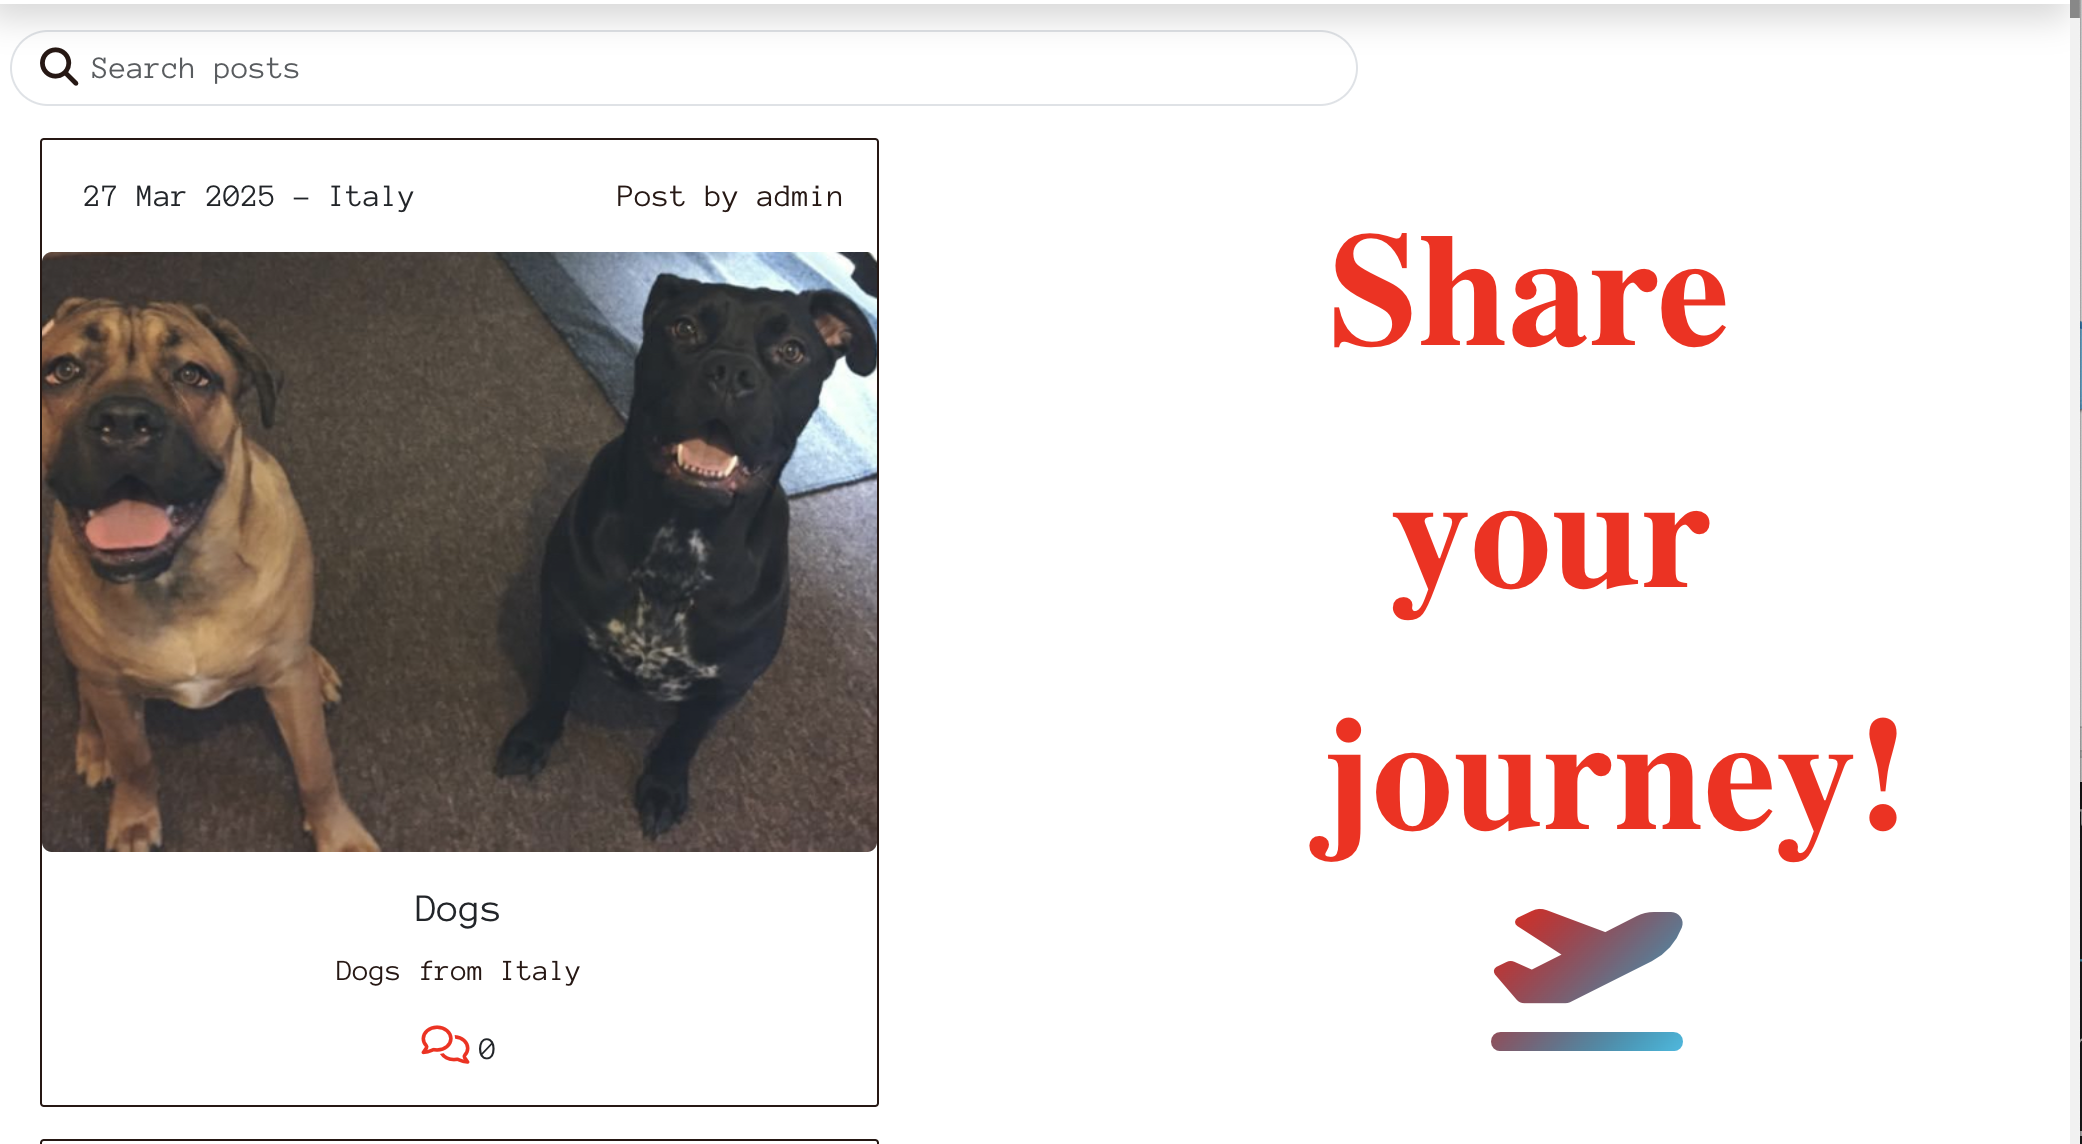 Search posts
27 Mar 2025 – Italy
Post by admin
Dogs
Dogs from Italy
0
Share
your
journey!